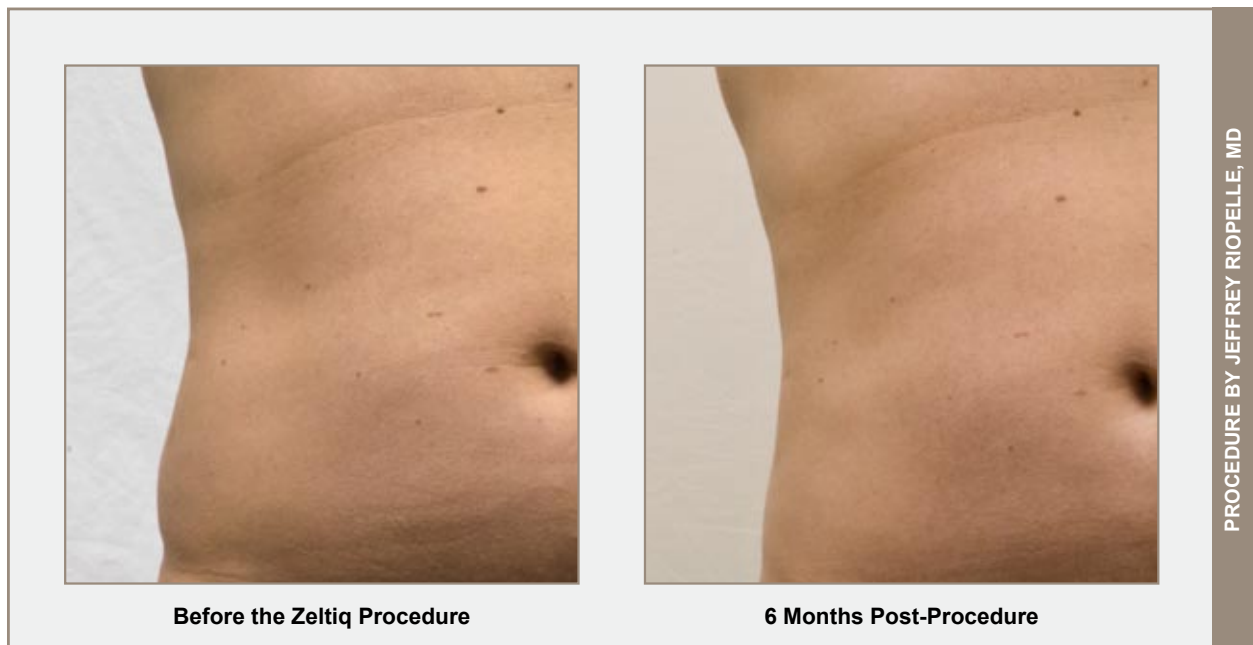 Before the Zeltiq Procedure
6 Months Post-Procedure
PROCEDURE BY JEFFREY RIOPELLE, MD